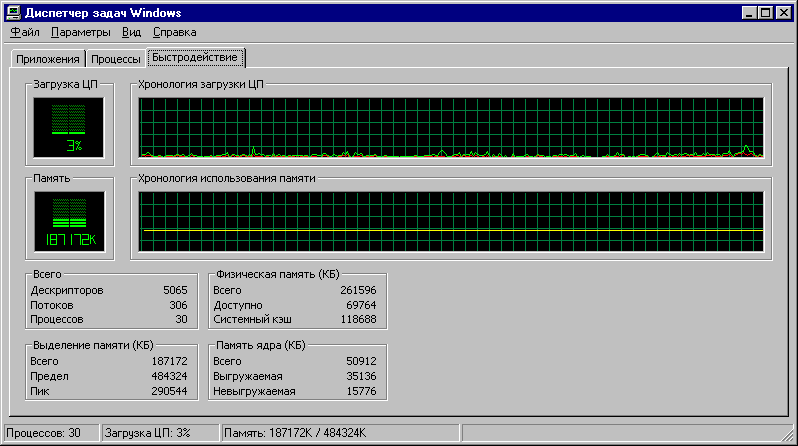 Диспетчер задач Windows
Файл Параметры Вид Справка
Приложения Процессы Быстродействие
Загрузка ЦП Хронология загрузки ЦП
3%
Память Хронология использования памяти
187172K
Всего
Дескрипторов 5065
Потоков 306
Процессов 30
Физическая память (КБ)
Всего 261596
Доступно 69764
Системный кэш 118688
Выделение памяти (КБ)
Всего 187172
Предел 484324
Пик 290544
Память ядра (КБ)
Всего 50912
Выгружаемая 35136
Невыгружаемая 15776
Процессов: 30 Загрузка ЦП: 3% Память: 187172K / 484324K